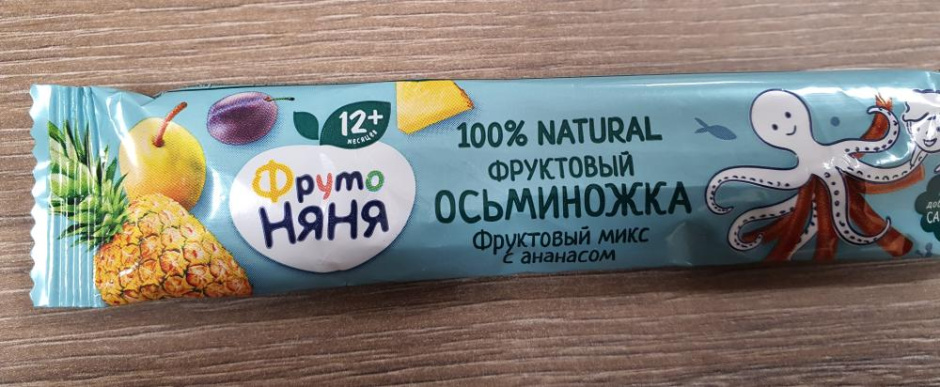 12+
месяцев
Фруто
НЯНЯ
100% NATURAL
ФРУКТОВЫЙ
ОСЬМИНОЖКА
Фруктовый микс
с ананасом